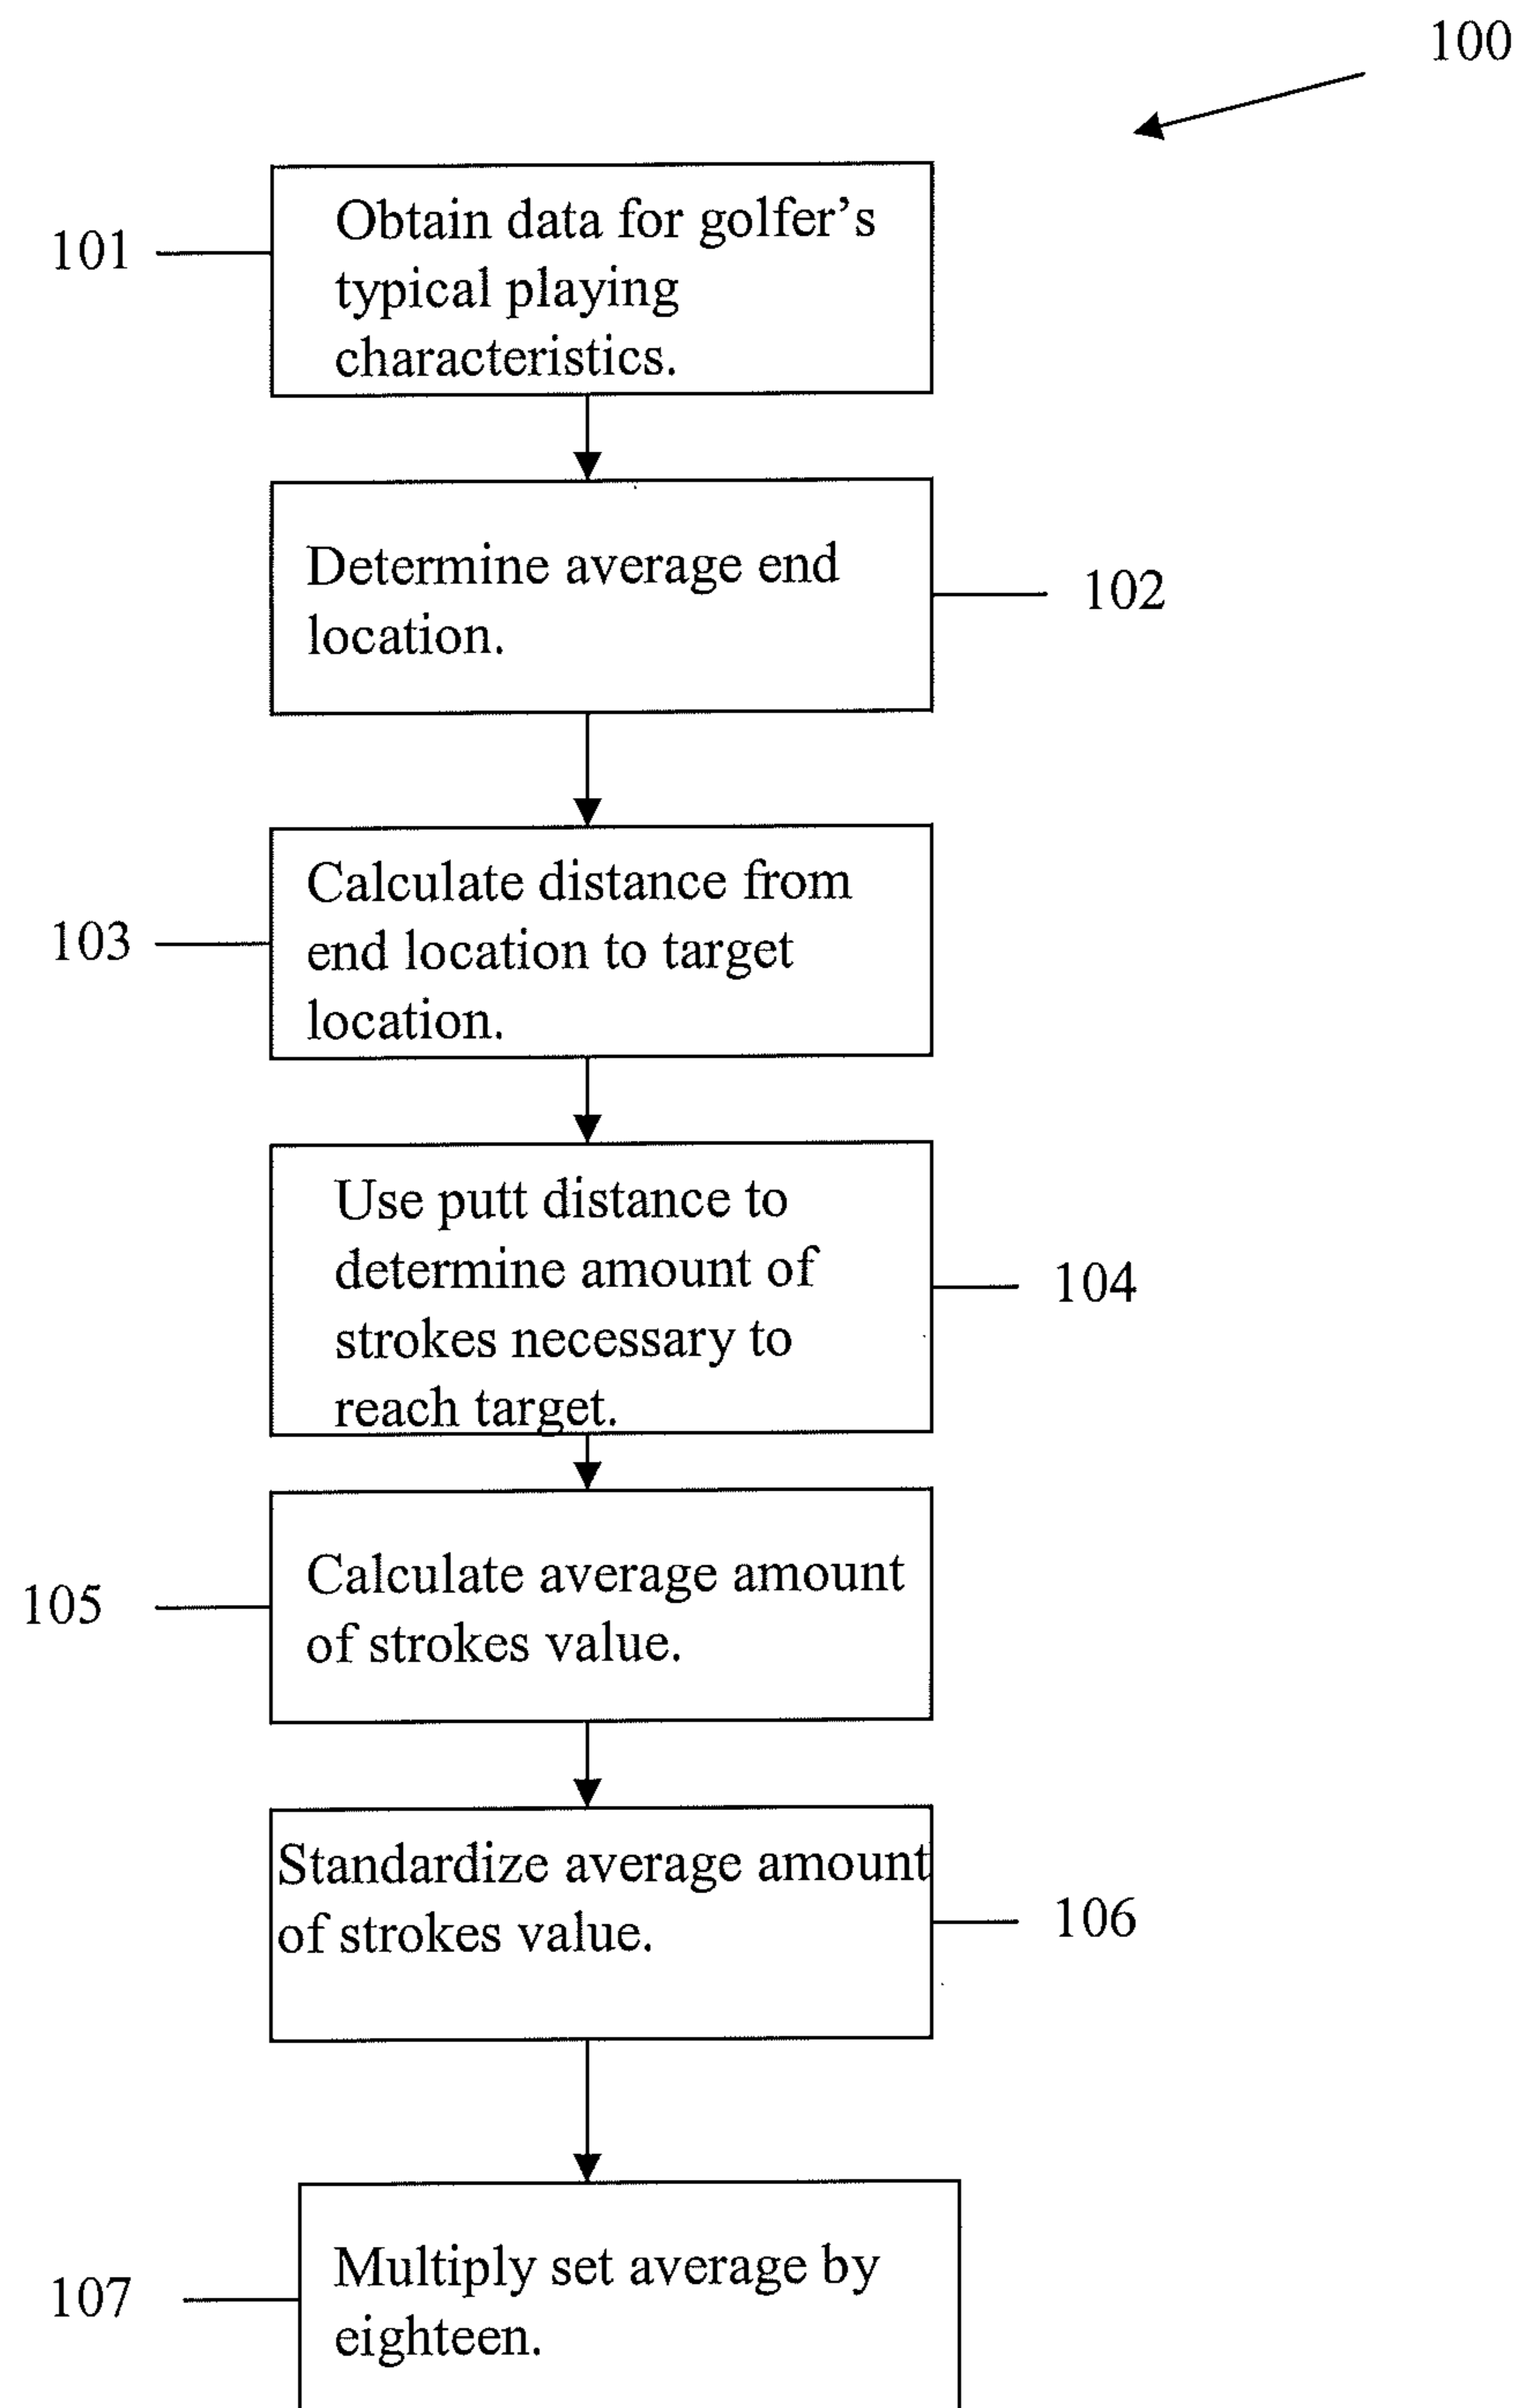 100
101
Obtain data for golfer's
typical playing
characteristics.
Determine average end
location.
102
103
Calculate distance from
end location to target
location.
Use putt distance to
determine amount of
strokes necessary to
reach target.
104
105
Calculate average amount
of strokes value.
Standardize average amount
of strokes value.
106
107
Multiply set average by
eighteen.